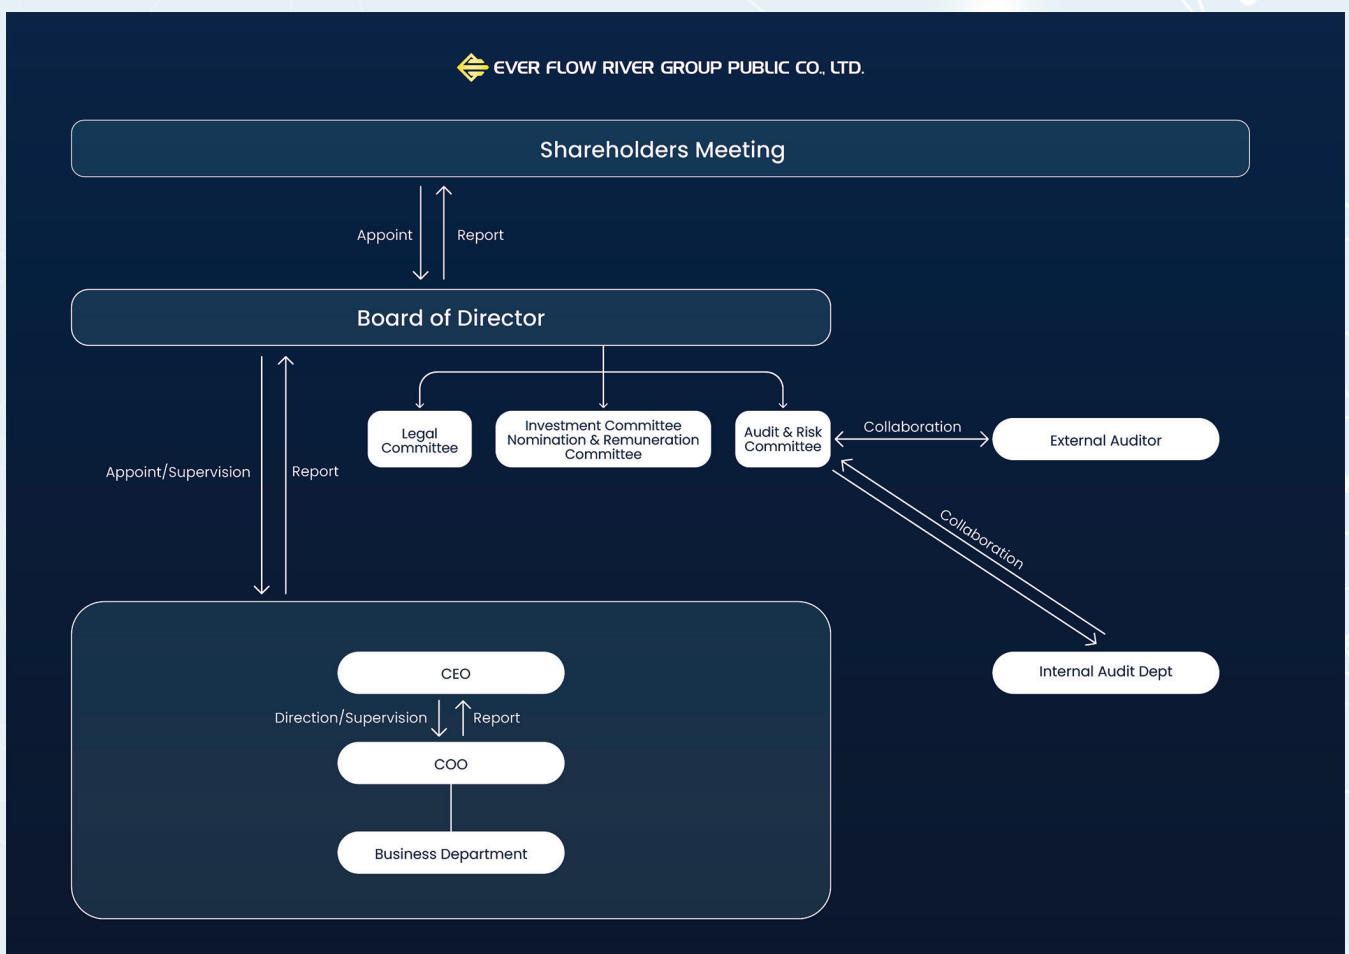 EVER FLOW RIVER GROUP PUBLIC CO., LTD.
Shareholders Meeting
Appoint
Report
Board of Director
Legal
Committee
Investment Committee
Nomination & Remuneration
Committee
Audit & Risk
Committee
Collaboration
External Auditor
Appoint/Supervision
Report
Collaboration
CEO
Internal Audit Dept
Direction/Supervision
Report
COO
Business Department